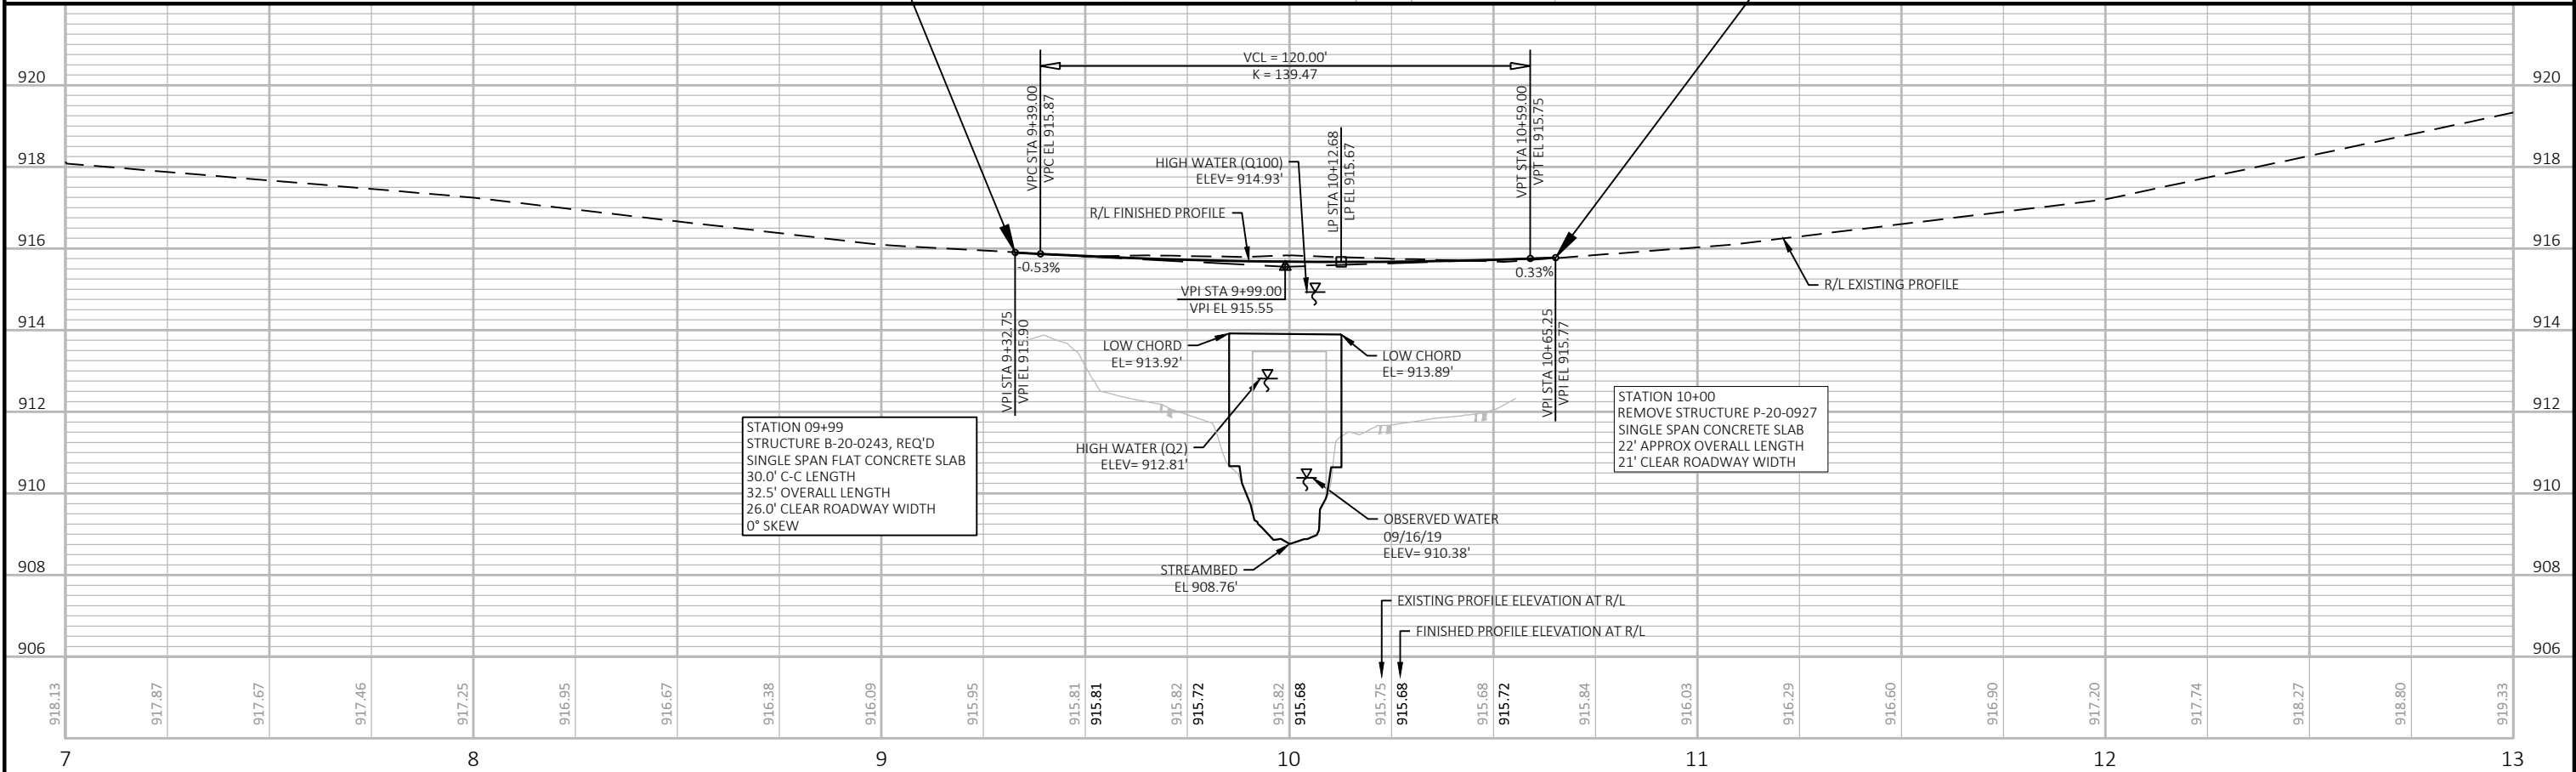 VCL = 120.00'
K = 139.47
920
920
VPC STA 9+39.00
VPC EL 915.87
VPT STA 10+59.00
VPT EL 915.75
LP STA 10+12.68
LP EL 915.67
HIGH WATER (Q100)
ELEV= 914.93'
918
918
R/L FINISHED PROFILE
916
916
-0.53%
0.33%
VPI STA 9+99.00
VPI EL 915.55
R/L EXISTING PROFILE
VPI STA 9+32.75
VPI EL 915.90
VPI STA 10+65.25
VPI EL 915.77
914
914
LOW CHORD
EL= 913.92'
LOW CHORD
EL= 913.89'
912
912
STATION 09+99
STRUCTURE B-20-0243, REQ'D
SINGLE SPAN FLAT CONCRETE SLAB
30.0' C-C LENGTH
32.5' OVERALL LENGTH
26.0' CLEAR ROADWAY WIDTH
0° SKEW
HIGH WATER (Q2)
ELEV= 912.81'
STATION 10+00
REMOVE STRUCTURE P-20-0927
SINGLE SPAN CONCRETE SLAB
22' APPROX OVERALL LENGTH
21' CLEAR ROADWAY WIDTH
910
910
OBSERVED WATER
09/16/19
ELEV= 910.38'
STREAMBED
EL 908.76'
908
908
EXISTING PROFILE ELEVATION AT R/L
FINISHED PROFILE ELEVATION AT R/L
906
906
918.13
917.87
917.67
917.46
917.25
916.95
916.67
916.38
916.09
915.95
915.81
915.81
915.82
915.72
915.82
915.68
915.75
915.68
915.68
915.72
915.84
916.03
916.29
916.60
916.90
917.20
917.74
918.27
918.80
919.33
7
8
9
10
11
12
13